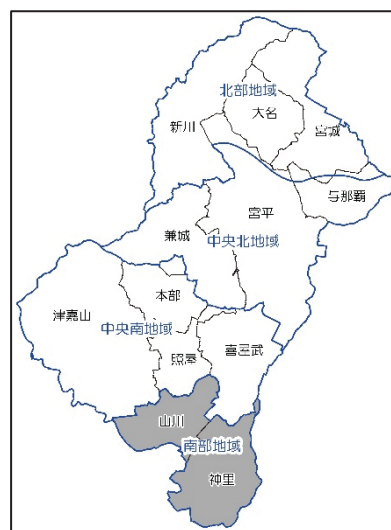 北部地域
大名
新川
宮城
与那覇
宮平
兼城
中央北地域
本部
津嘉山
中央南地域
照屋
喜屋武
山川
南部地域
神里